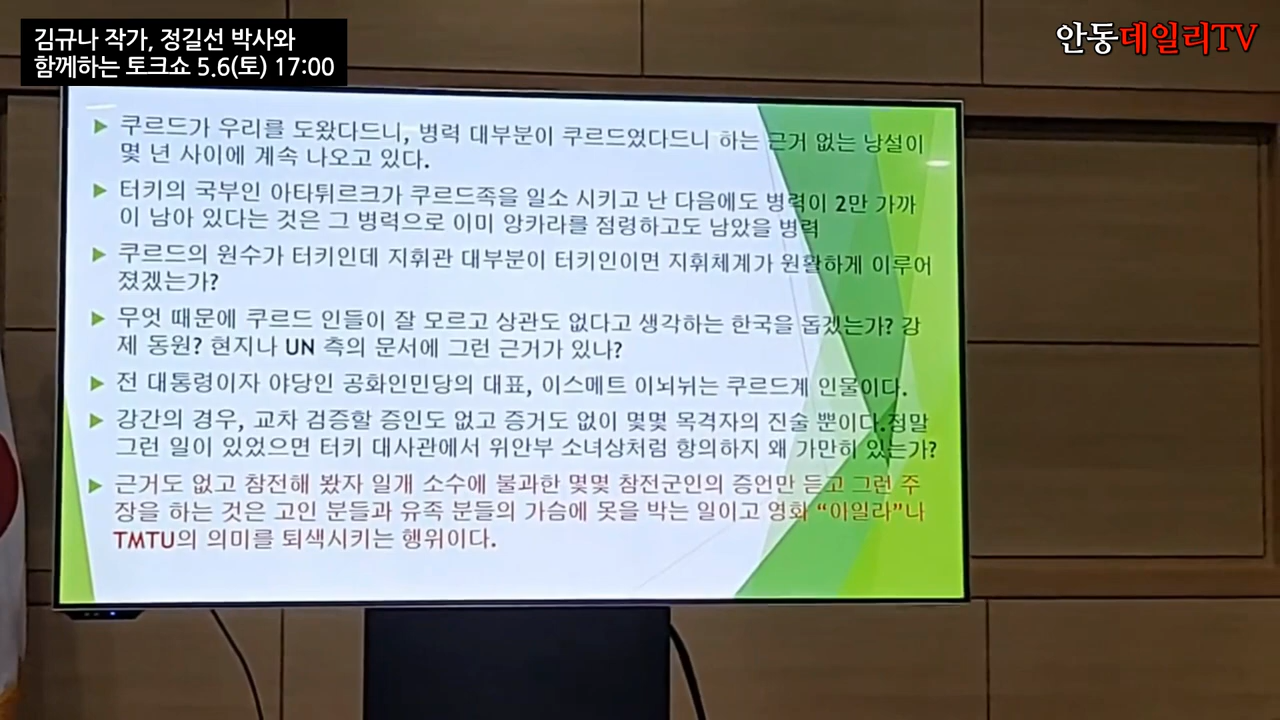 김규나 작가, 정길선 박사와
함께하는 토크쇼 5.6(토) 17:00
안동데일리TV
쿠르드가 우리를 도왔다드니, 병력 대부분이 쿠르드였다드니 하는 근거 없는 낭설이
몇 년 사이에 계속 나오고 있다.
터키의 국부인 아타튀르크가 쿠르드족을 일소 시키고 난 다음에도 병력이 2만 가까
이 남아 있다는 것은 그 병력으로 이미 앙카라를 점령하고도 남았을 병력
쿠르드의 원수가 터키인데 지휘관 대부분이 터키인이면 지휘체계가 원활하게 이루어
졌겠는가?
무엇 때문에 쿠르드 인들이 잘 모르고 상관도 없다고 생각하는 한국을 돕겠는가? 강
제 동원? 현지나 UN 측의 문서에 그런 근거가 있나?
전 대통령이자 야당인 공화인민당의 대표, 이스메트 이뇌뉘는 쿠르드계 인물이다.
강간의 경우, 교차 검증할 증인도 없고 증거도 없이 몇몇 목격자의 진술 뿐이다.정말
그런 일이 있었으면 터키 대사관에서 위안부 소녀상처럼 항의하지 왜 가만히 있는가?
근거도 없고 참전해 봤자 일개 소수에 불과한 몇몇 참전군인의 증언만 듣고 그런 주
장을 하는 것은 고인 분들과 유족 분들의 가슴에 못을 박는 일이고 영화 “아일라”나
TMTU의 의미를 퇴색시키는 행위이다.